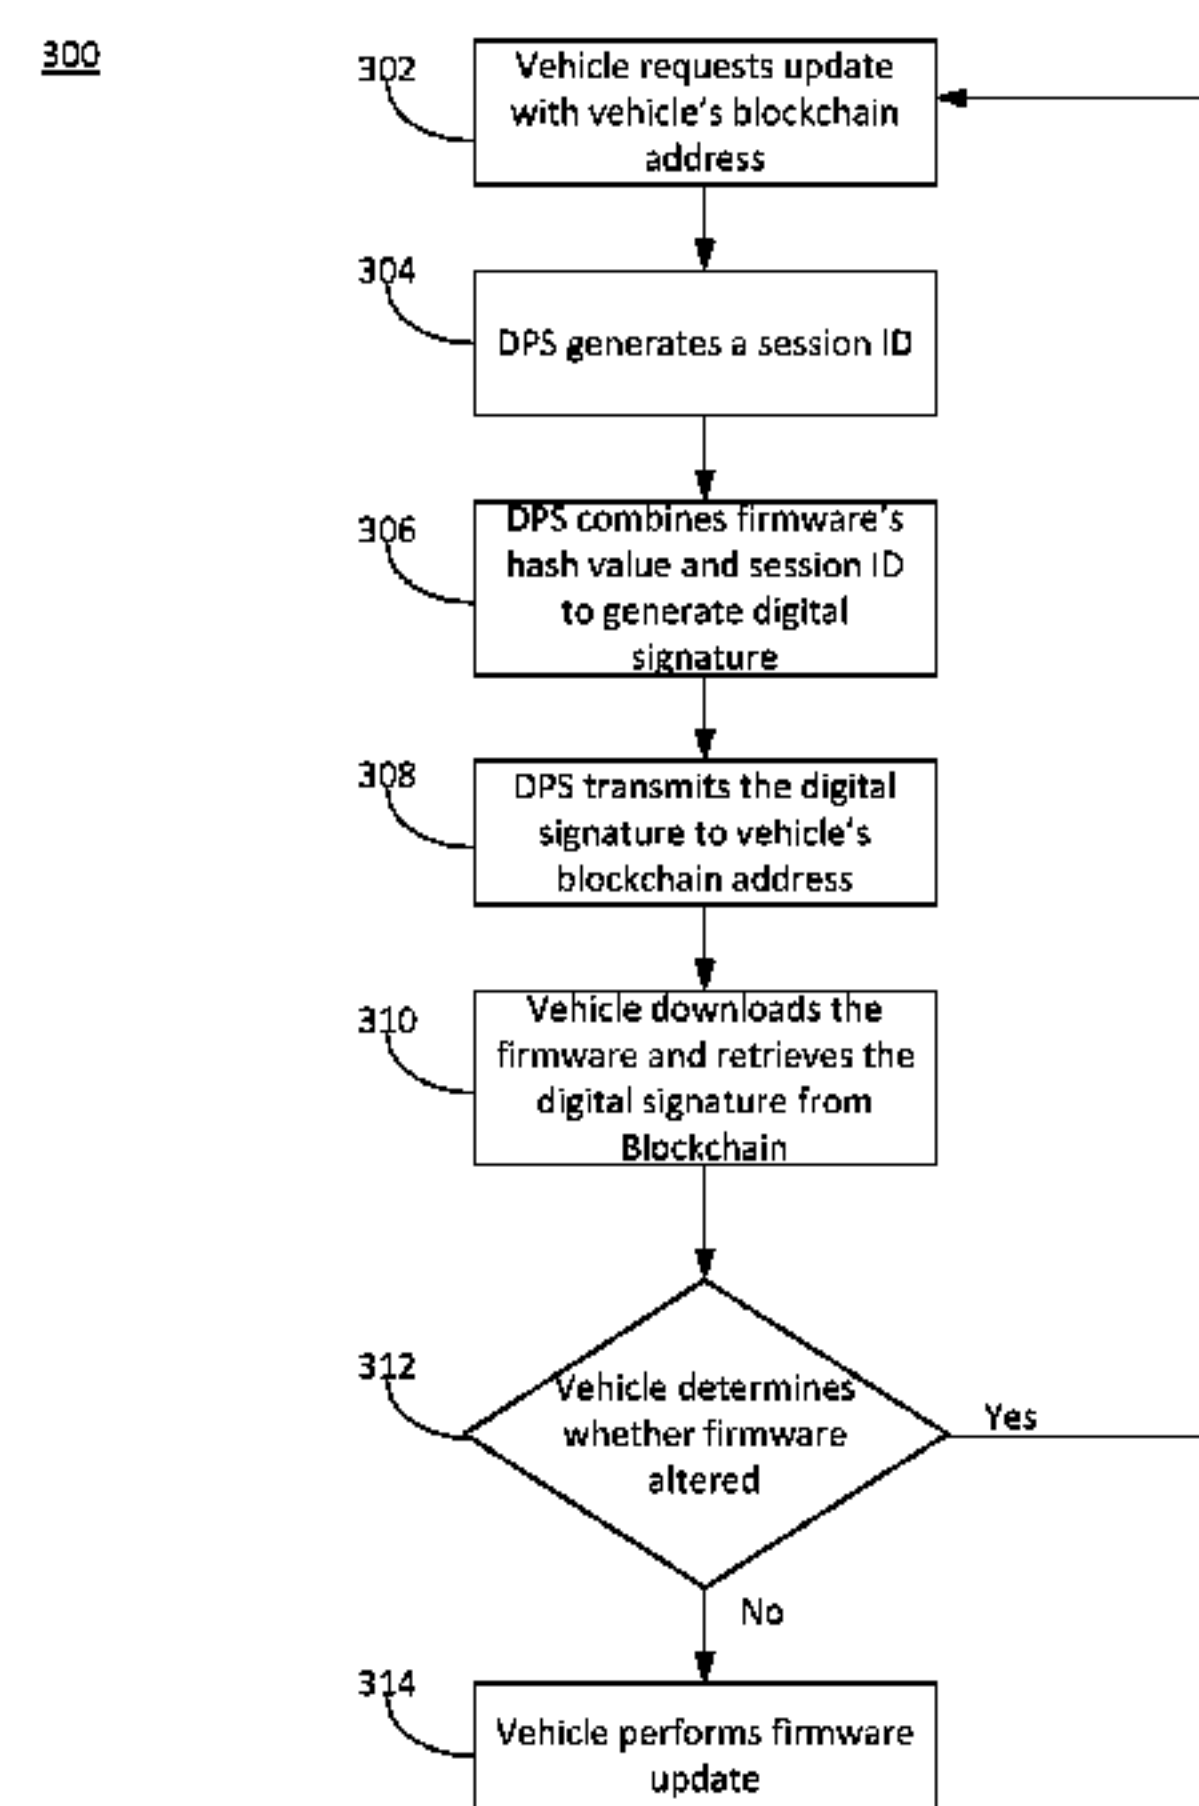 300
302
Vehicle requests update
with vehicle's blockchain
address
304
DPS generates a session ID
306
DPS combines firmware's
hash value and session ID
to generate digital
signature
308
DPS transmits the digital
signature to vehicle's
blockchain address
310
Vehicle downloads the
firmware and retrieves the
digital signature from
Blockchain
312
Vehicle determines
whether firmware
altered
Yes
No
314
Vehicle performs firmware
update